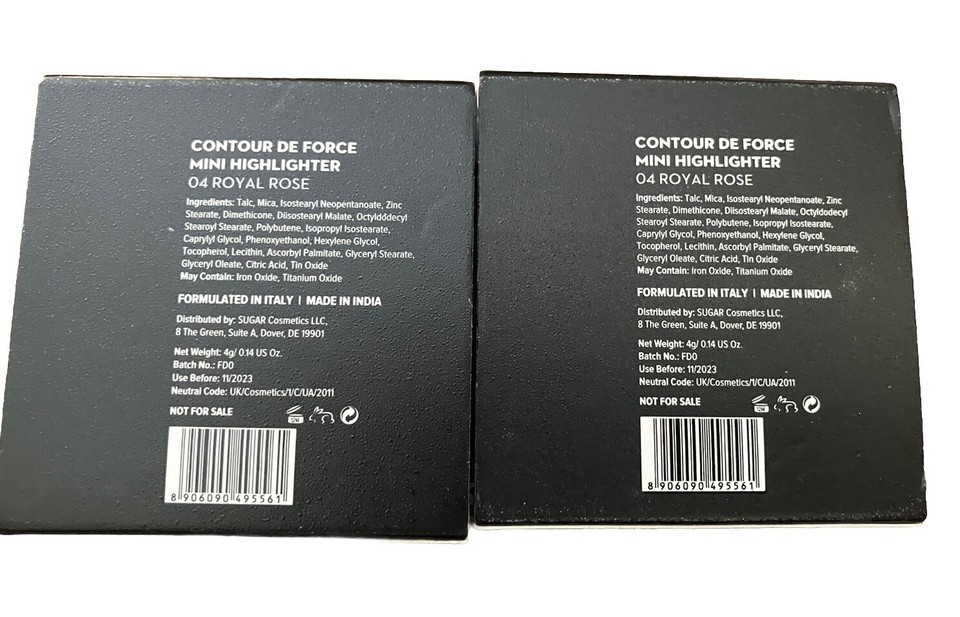 CONTOUR DE FORCE
MINI HIGHLIGHTER
04 ROYAL ROSE
Ingredients: Talc, Mica, Isostearyl Neopentanoate, Zinc
Stearate, Dimethicone, Diisostearyl Malate, Octyldodecyl
Stearoyl Stearate, Polybutene, Isopropyl Isostearate,
Caprylyl Glycol, Phenoxyethanol, Hexylene Glycol,
Tocopherol, Lecithin, Ascorbyl Palmitate, Glyceryl Stearate,
Glyceryl Oleate, Citric Acid, Tin Oxide
May Contain: Iron Oxide, Titanium Oxide
FORMULATED IN ITALY | MADE IN INDIA
Distributed by: SUGAR Cosmetics LLC,
8 The Green, Suite A, Dover, DE 19901
Net Weight: 4g/ 0.14 US Oz.
Batch No.: FD0
Use Before: 11/2023
Neutral Code: UK/Cosmetics/1/C/UA/2011
NOT FOR SALE
12M
8 906090 495561
CONTOUR DE FORCE
MINI HIGHLIGHTER
04 ROYAL ROSE
Ingredients: Talc, Mica, Isostearyl Neopentanoate, Zinc
Stearate, Dimethicone, Diisostearyl Malate, Octyldodecyl
Stearoyl Stearate, Polybutene, Isopropyl Isostearate,
Caprylyl Glycol, Phenoxyethanol, Hexylene Glycol,
Tocopherol, Lecithin, Ascorbyl Palmitate, Glyceryl Stearate,
Glyceryl Oleate, Citric Acid, Tin Oxide
May Contain: Iron Oxide, Titanium Oxide
FORMULATED IN ITALY | MADE IN INDIA
Distributed by: SUGAR Cosmetics LLC,
8 The Green, Suite A, Dover, DE 19901
Net Weight: 4g/ 0.14 US Oz.
Batch No.: FD0
Use Before: 11/2023
Neutral Code: UK/Cosmetics/1/C/UA/2011
NOT FOR SALE
12M
8 906090 495561